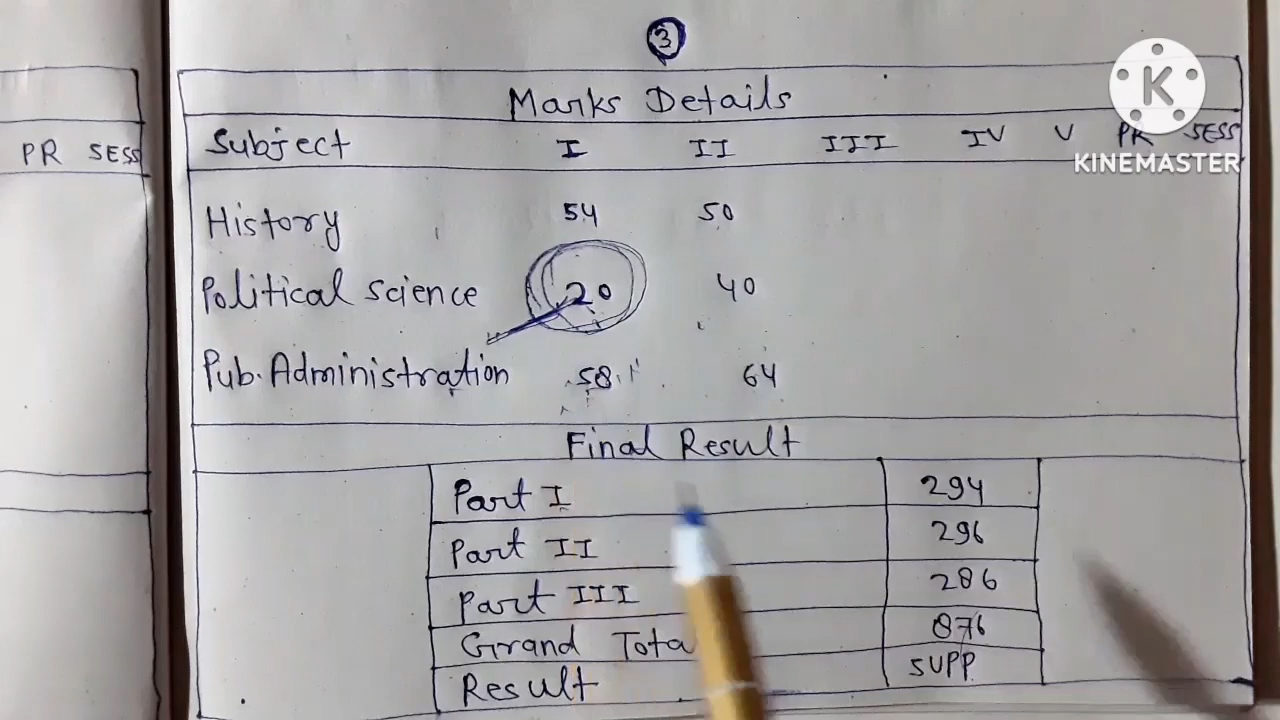 3
Marks Details
PR SESS
Subject I II III IV V PR SESS
KINEMASTER
History 54 50
Political science 20 40
Pub. Administration 58 64
Final Result
Part I 294
Part II 296
Part III 286
Grand Tota 876
Result SUPP.